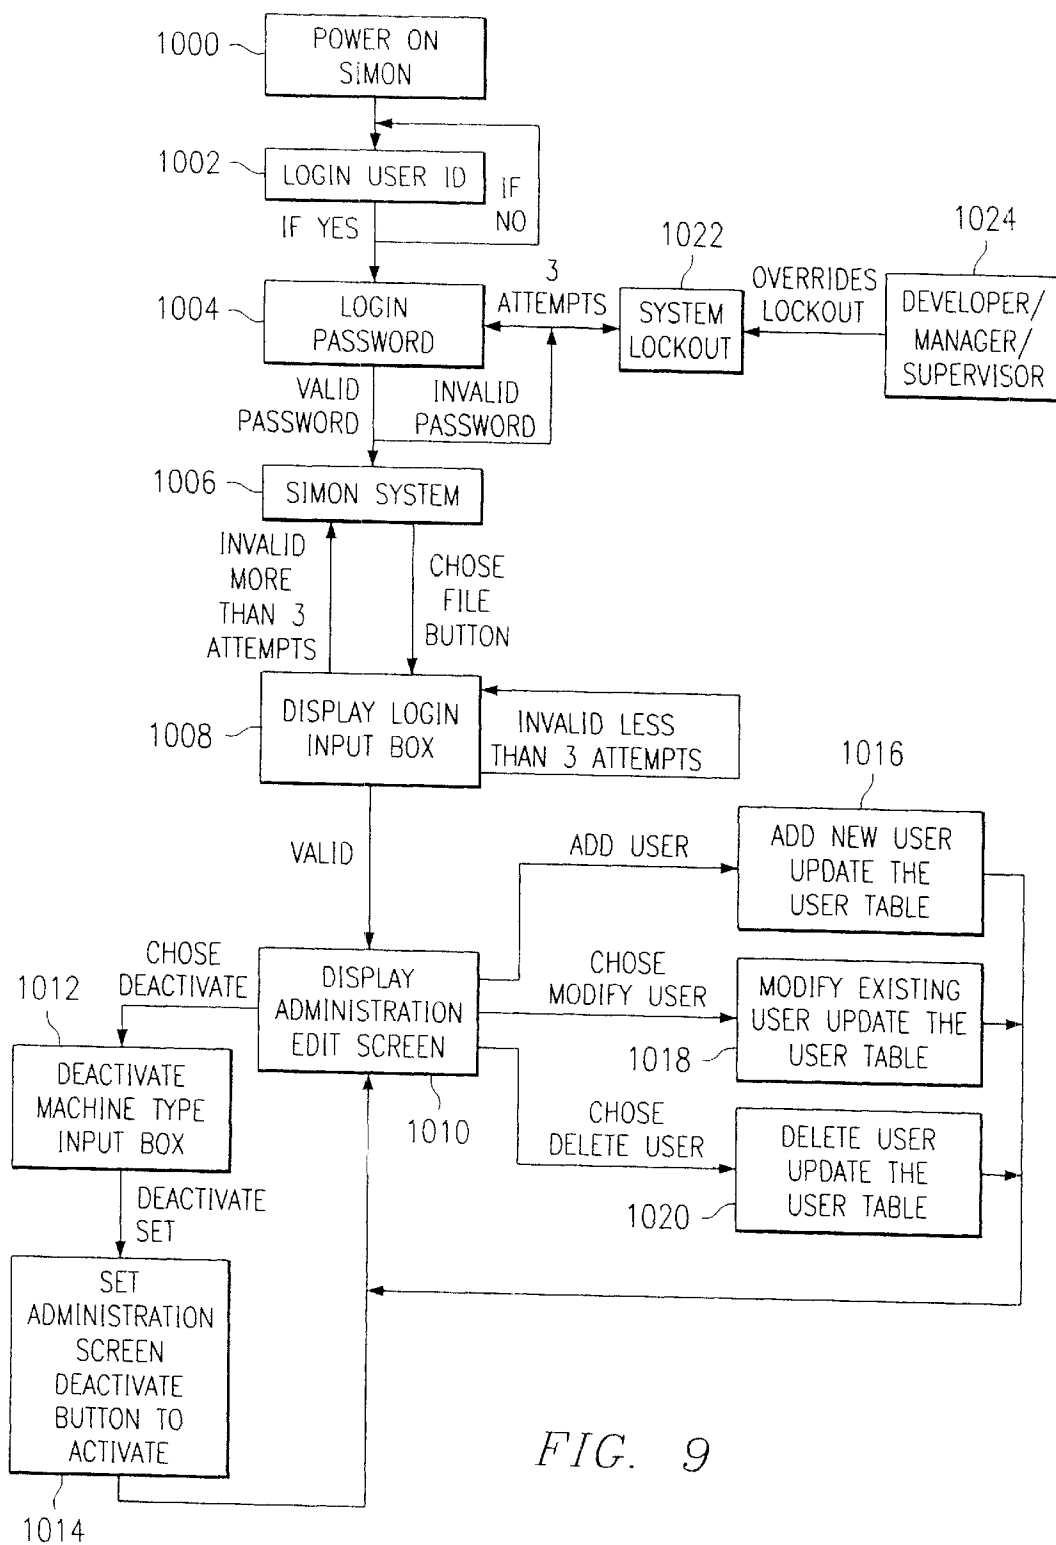 1000
POWER ON
SIMON
1002
LOGIN USER ID
IF YES
IF
NO
1004
LOGIN
PASSWORD
3
ATTEMPTS
1022
SYSTEM
LOCKOUT
OVERRIDES
LOCKOUT
1024
DEVELOPER/
MANAGER/
SUPERVISOR
VALID
PASSWORD
INVALID
PASSWORD
1006
SIMON SYSTEM
INVALID
MORE
THAN 3
ATTEMPTS
CHOSE
FILE
BUTTON
1008
DISPLAY LOGIN
INPUT BOX
INVALID LESS
THAN 3 ATTEMPTS
VALID
ADD USER
1016
ADD NEW USER
UPDATE THE
USER TABLE
CHOSE
DEACTIVATE
DISPLAY
ADMINISTRATION
EDIT SCREEN
1010
CHOSE
MODIFY USER
MODIFY EXISTING
USER UPDATE THE
USER TABLE
1018
1012
DEACTIVATE
MACHINE TYPE
INPUT BOX
CHOSE
DELETE USER
DELETE USER
UPDATE THE
USER TABLE
1020
DEACTIVATE
SET
SET
ADMINISTRATION
SCREEN
DEACTIVATE
BUTTON TO
ACTIVATE
1014
FIG. 9